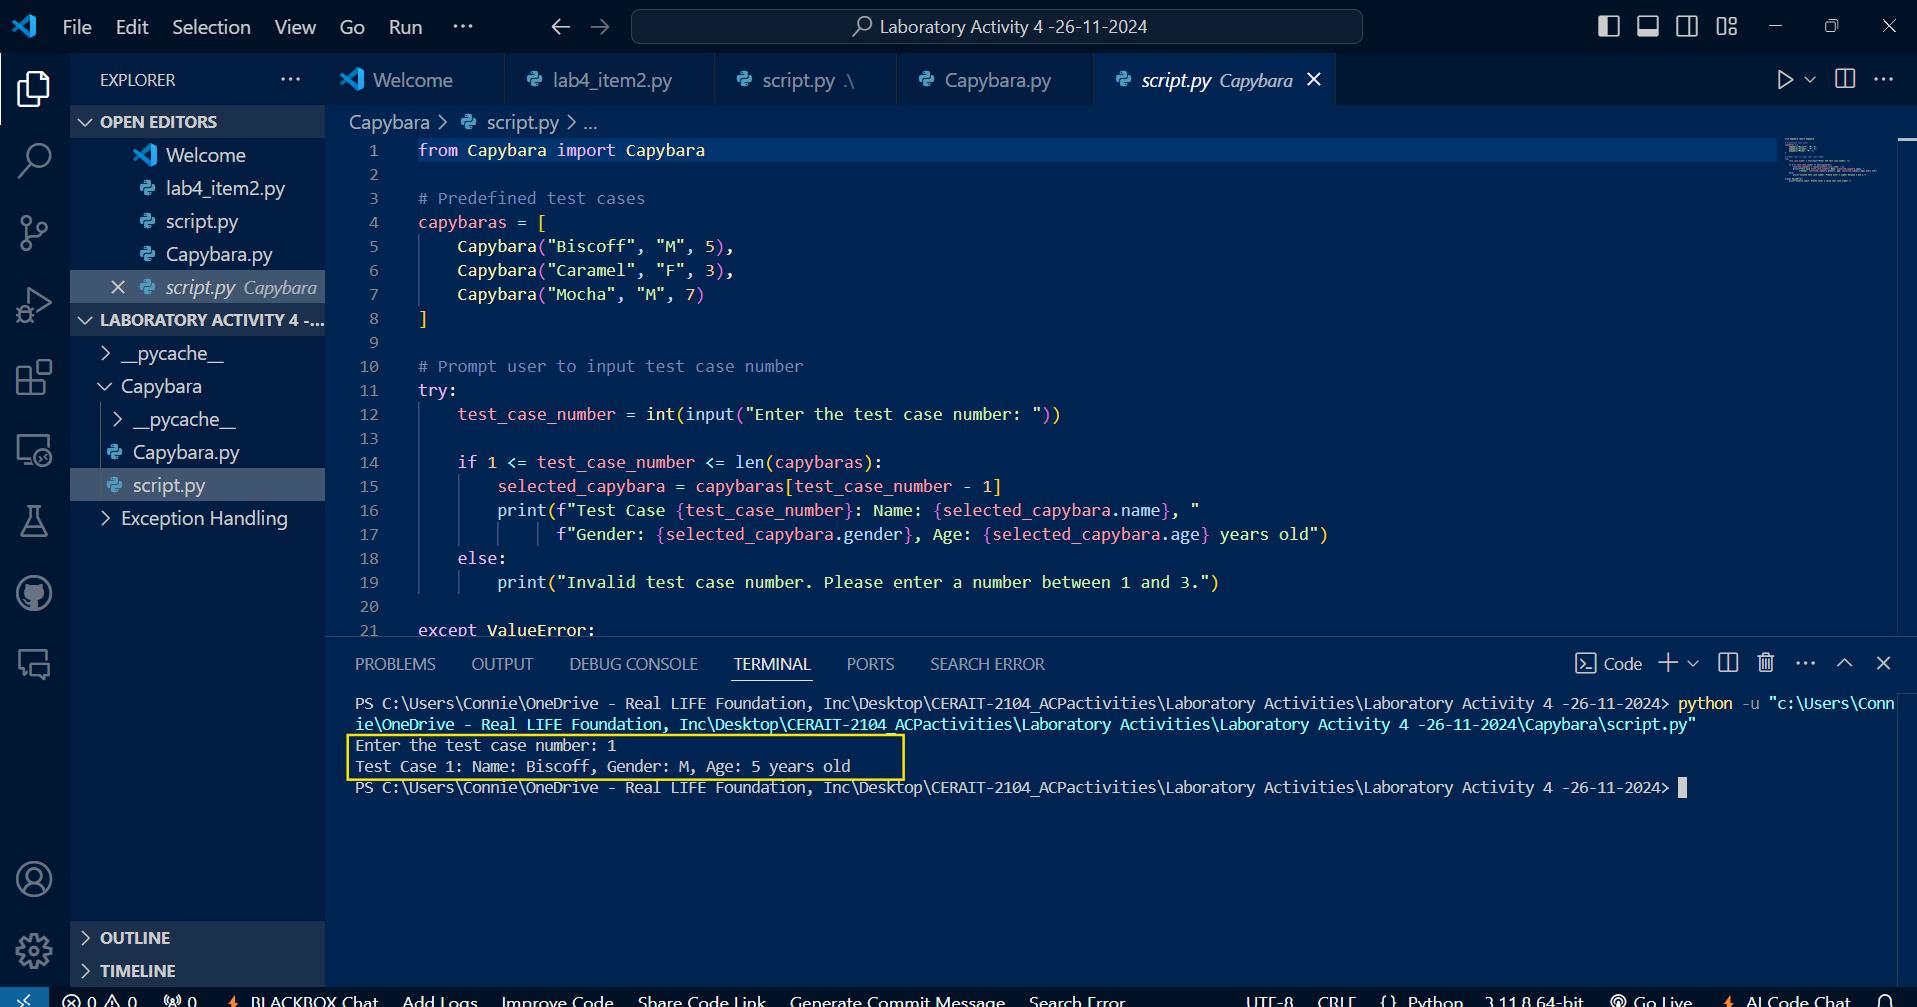 File Edit Selection View Go Run ···
Laboratory Activity 4 -26-11-2024
EXPLORER ···
OPEN EDITORS
Welcome
lab4_item2.py
script.py
Capybara.py
script.py Capybara
LABORATORY ACTIVITY 4 -...
__pycache__
Capybara
__pycache__
Capybara.py
script.py
Exception Handling
OUTLINE
TIMELINE
Welcome lab4_item2.py script.py .\ Capybara.py script.py Capybara
Capybara > script.py > ...
1 from Capybara import Capybara
2
3 # Predefined test cases
4 capybaras = [
5 Capybara("Biscoff", "M", 5),
6 Capybara("Caramel", "F", 3),
7 Capybara("Mocha", "M", 7)
8 ]
9
10 # Prompt user to input test case number
11 try:
12 test_case_number = int(input("Enter the test case number: "))
13
14 if 1 <= test_case_number <= len(capybaras):
15 selected_capybara = capybaras[test_case_number - 1]
16 print(f"Test Case {test_case_number}: Name: {selected_capybara.name}, "
17 f"Gender: {selected_capybara.gender}, Age: {selected_capybara.age} years old")
18 else:
19 print("Invalid test case number. Please enter a number between 1 and 3.")
20
21 except ValueError:
PROBLEMS OUTPUT DEBUG CONSOLE TERMINAL PORTS SEARCH ERROR Code
PS C:\Users\Connie\OneDrive - Real LIFE Foundation, Inc\Desktop\CERAIT-2104_ACPactivities\Laboratory Activities\Laboratory Activity 4 -26-11-2024> python -u "c:\Users\Conn
ie\OneDrive - Real LIFE Foundation, Inc\Desktop\CERAIT-2104_ACPactivities\Laboratory Activities\Laboratory Activity 4 -26-11-2024\Capybara\script.py"
Enter the test case number: 1
Test Case 1: Name: Biscoff, Gender: M, Age: 5 years old
PS C:\Users\Connie\OneDrive - Real LIFE Foundation, Inc\Desktop\CERAIT-2104_ACPactivities\Laboratory Activities\Laboratory Activity 4 -26-11-2024>
0 0 0 BLACKBOX Chat Add Logs Improve Code Share Code Link Generate Commit Message Search Error UTF-8 CRLF {} Python 3.11.8 64-bit Go Live AI Code Chat